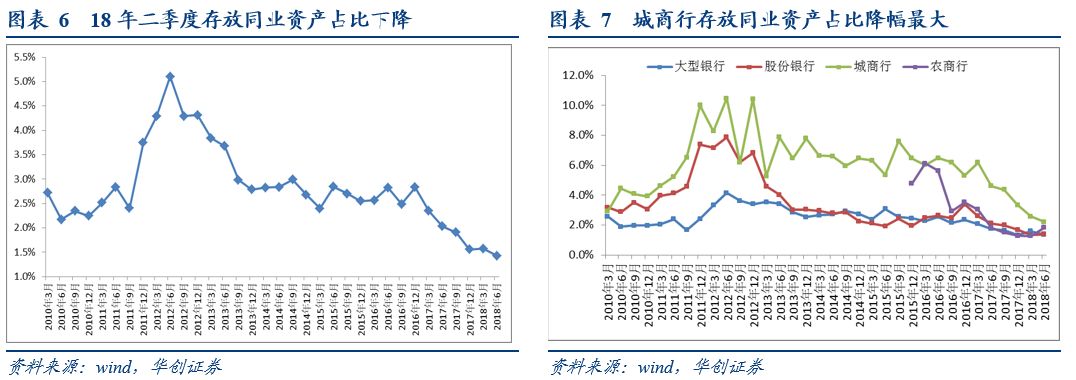 图表 6 18 年二季度存放同业资产占比下降
5.5%
5.0%
4.5%
4.0%
3.5%
3.0%
2.5%
2.0%
1.5%
1.0%
2010年3月
2010年6月
2010年9月
2010年12月
2011年3月
2011年6月
2011年9月
2011年12月
2012年3月
2012年6月
2012年9月
2012年12月
2013年3月
2013年6月
2013年9月
2013年12月
2014年3月
2014年6月
2014年9月
2014年12月
2015年3月
2015年6月
2015年9月
2015年12月
2016年3月
2016年6月
2016年9月
2016年12月
2017年3月
2017年6月
2017年9月
2017年12月
2018年3月
2018年6月
资料来源：wind，华创证券
图表 7 城商行存放同业资产占比降幅最大
大型银行 股份银行 城商行 农商行
12.0%
10.0%
8.0%
6.0%
4.0%
2.0%
0.0%
2010年3月
2010年6月
2010年9月
2010年12月
2011年3月
2011年6月
2011年9月
2011年12月
2012年3月
2012年6月
2012年9月
2012年12月
2013年3月
2013年6月
2013年9月
2013年12月
2014年3月
2014年6月
2014年9月
2014年12月
2015年3月
2015年6月
2015年9月
2015年12月
2016年3月
2016年6月
2016年9月
2016年12月
2017年3月
2017年6月
2017年9月
2017年12月
2018年3月
2018年6月
资料来源：wind，华创证券